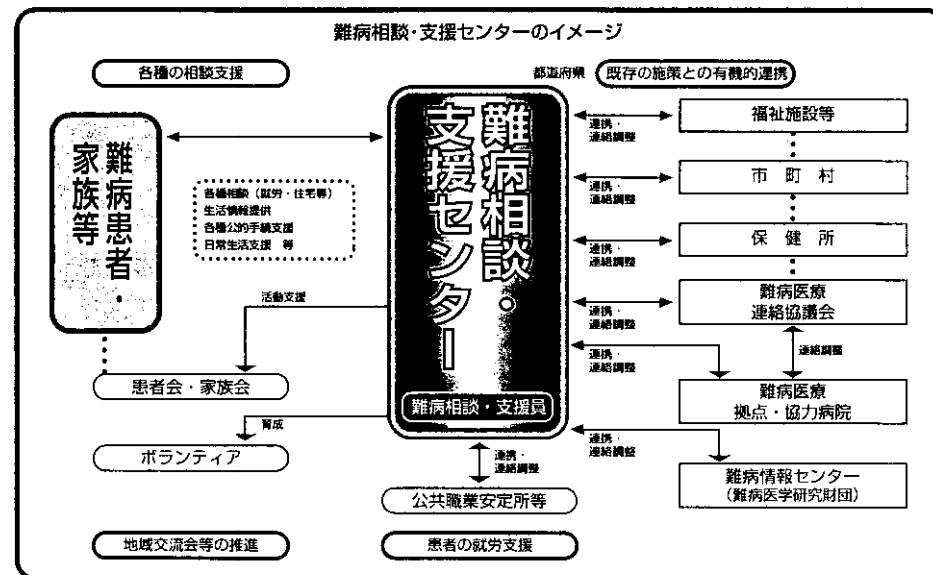 難病相談・支援センターのイメージ
各種の相談支援
都道府県
既存の施策との有機的連携
難病患者・
家族等
各種相談（就労・住宅等）
生活情報提供
各種公的手続支援
日常生活支援　等
活動支援
患者会・家族会
育成
ボランティア
地域交流会等の推進
難病相談・
支援センター
難病相談・支援員
連携・
連絡調整
公共職業安定所等
患者の就労支援
連携・
連絡調整
福祉施設等
連携・
連絡調整
市町村
連携・
連絡調整
保健所
連携・
連絡調整
難病医療
連絡協議会
連絡調整
連携・
連絡調整
難病医療
拠点・協力病院
連携・
連絡調整
難病情報センター
（難病医学研究財団）